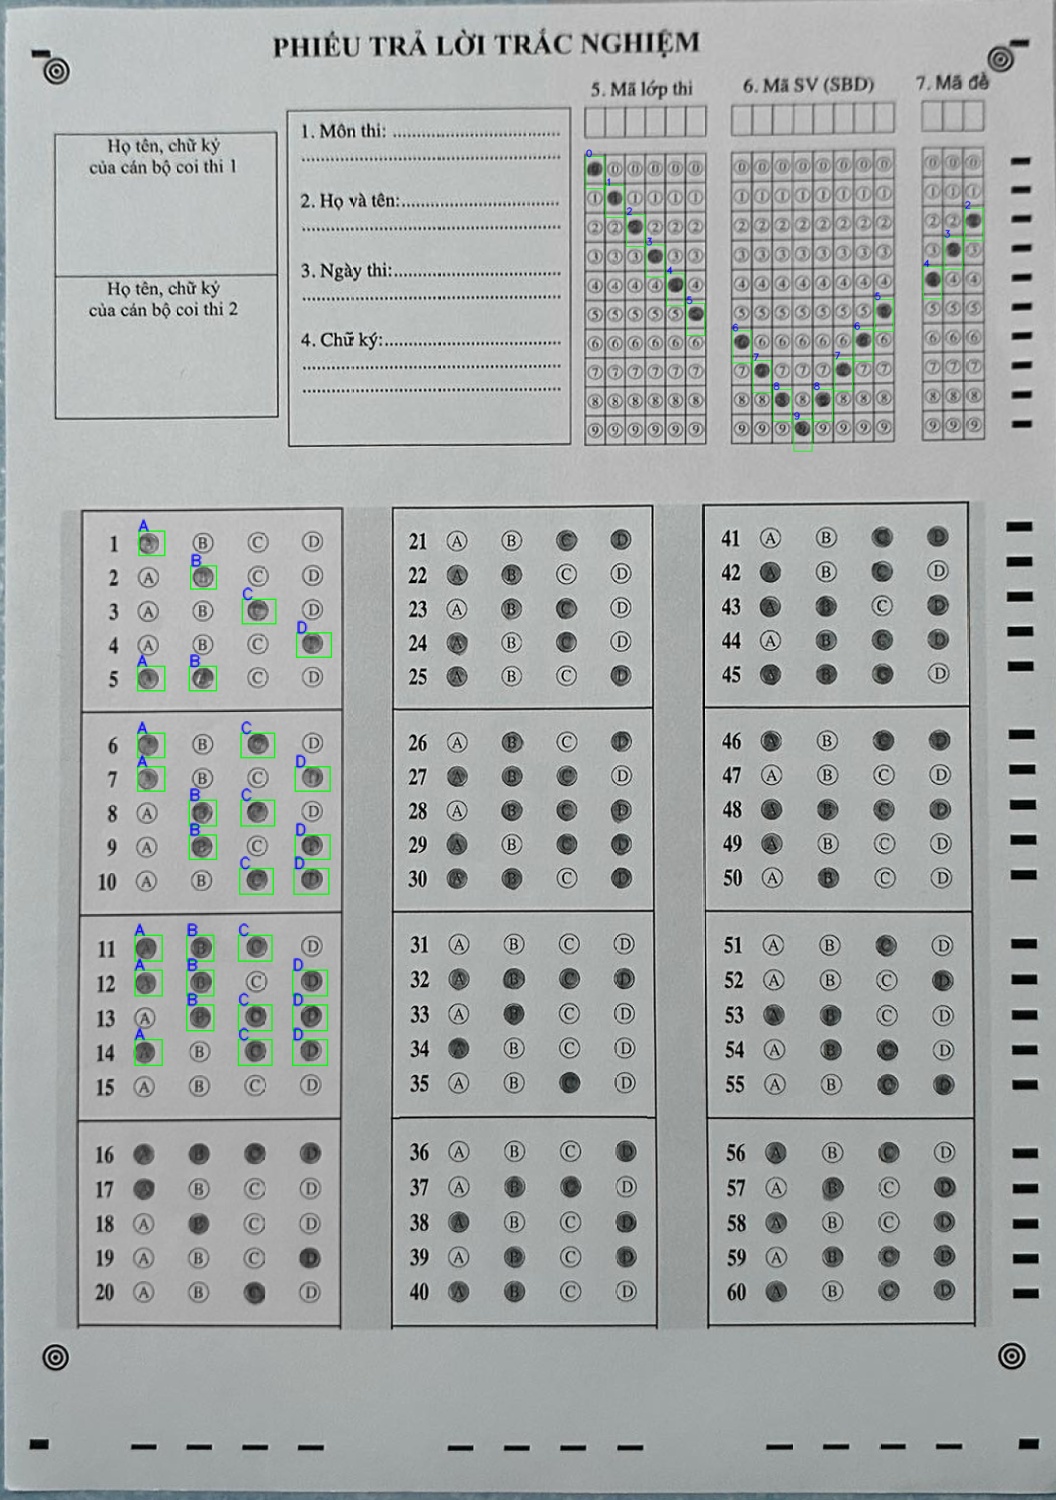 PHIẾU TRẢ LỜI TRẮC NGHIỆM
5. Mã lớp thi 6. Mã SV (SBD) 7. Mã đề
Họ tên, chữ ký
của cán bộ coi thi 1
Họ tên, chữ ký
của cán bộ coi thi 2
1. Môn thi:
2. Họ và tên:
3. Ngày thi:
4. Chữ ký:
1 A B C D
2 A B C D
3 A B C D
4 A B C D
5 A B C D
6 A B C D
7 A B C D
8 A B C D
9 A B C D
10 A B C D
11 A B C D
12 A B C D
13 A B C D
14 A B C D
15 A B C D
16 A B C D
17 A B C D
18 A B C D
19 A B C D
20 A B C D
21 A B C D
22 A B C D
23 A B C D
24 A B C D
25 A B C D
26 A B C D
27 A B C D
28 A B C D
29 A B C D
30 A B C D
31 A B C D
32 A B C D
33 A B C D
34 A B C D
35 A B C D
36 A B C D
37 A B C D
38 A B C D
39 A B C D
40 A B C D
41 A B C D
42 A B C D
43 A B C D
44 A B C D
45 A B C D
46 A B C D
47 A B C D
48 A B C D
49 A B C D
50 A B C D
51 A B C D
52 A B C D
53 A B C D
54 A B C D
55 A B C D
56 A B C D
57 A B C D
58 A B C D
59 A B C D
60 A B C D